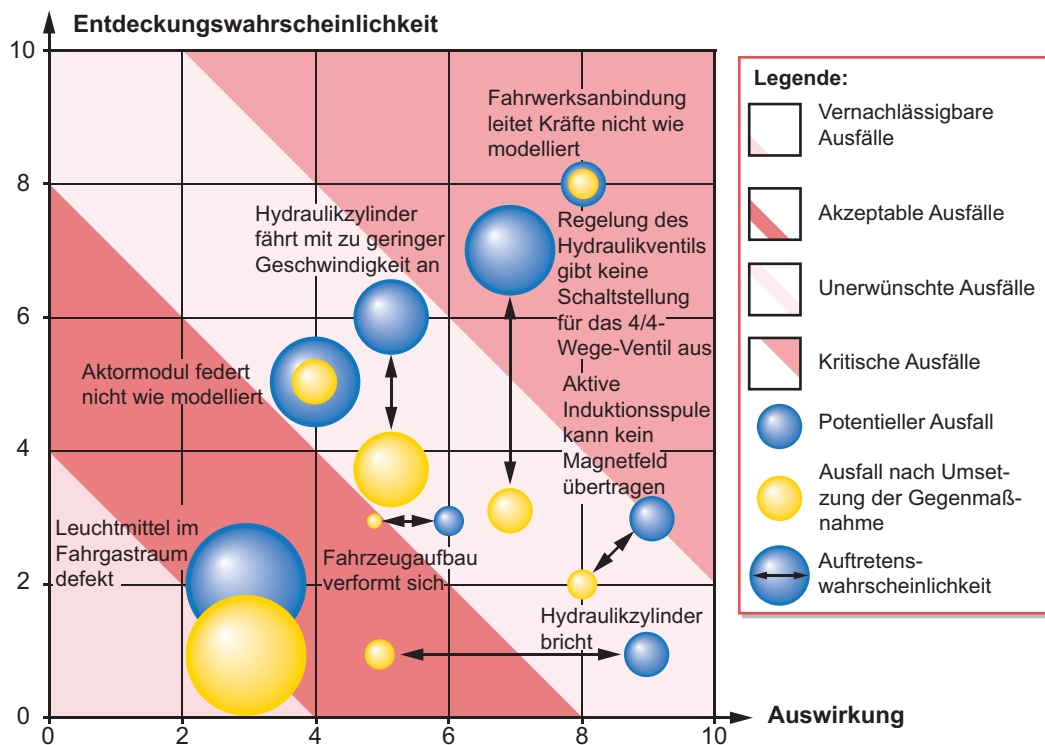 Entdeckungswahrscheinlichkeit
10
8
6
4
2
0
0
2
4
6
8
10
Auswirkung
Fahrwerksanbindung
leitet Kräfte nicht wie
modelliert
Hydraulikzylinder
fährt mit zu geringer
Geschwindigkeit an
Regelung des
Hydraulikventils
gibt keine
Schaltstellung
für das 4/4-
Wege-Ventil aus
Aktormodul federt
nicht wie modelliert
Aktive
Induktionsspule
kann kein
Magnetfeld
übertragen
Leuchtmittel im
Fahrgastraum
defekt
Fahrzeugaufbau
verformt sich
Hydraulikzylinder
bricht
Legende:
Vernachlässigbare
Ausfälle
Akzeptable Ausfälle
Unerwünschte Ausfälle
Kritische Ausfälle
Potentieller Ausfall
Ausfall nach Umset-
zung der Gegenmaß-
nahme
Auftretens-
wahrscheinlichkeit